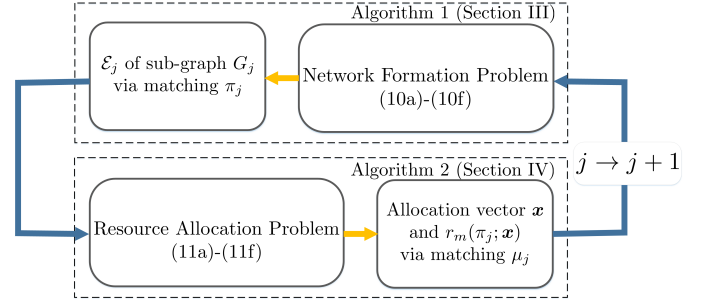 Algorithm 1 (Section III)
ℰ_j of sub-graph G_j
via matching π_j
Network Formation Problem
(10a)-(10f)
j → j + 1
Algorithm 2 (Section IV)
Resource Allocation Problem
(11a)-(11f)
Allocation vector 𝒙
and r_m(π_j; 𝒙)
via matching μ_j